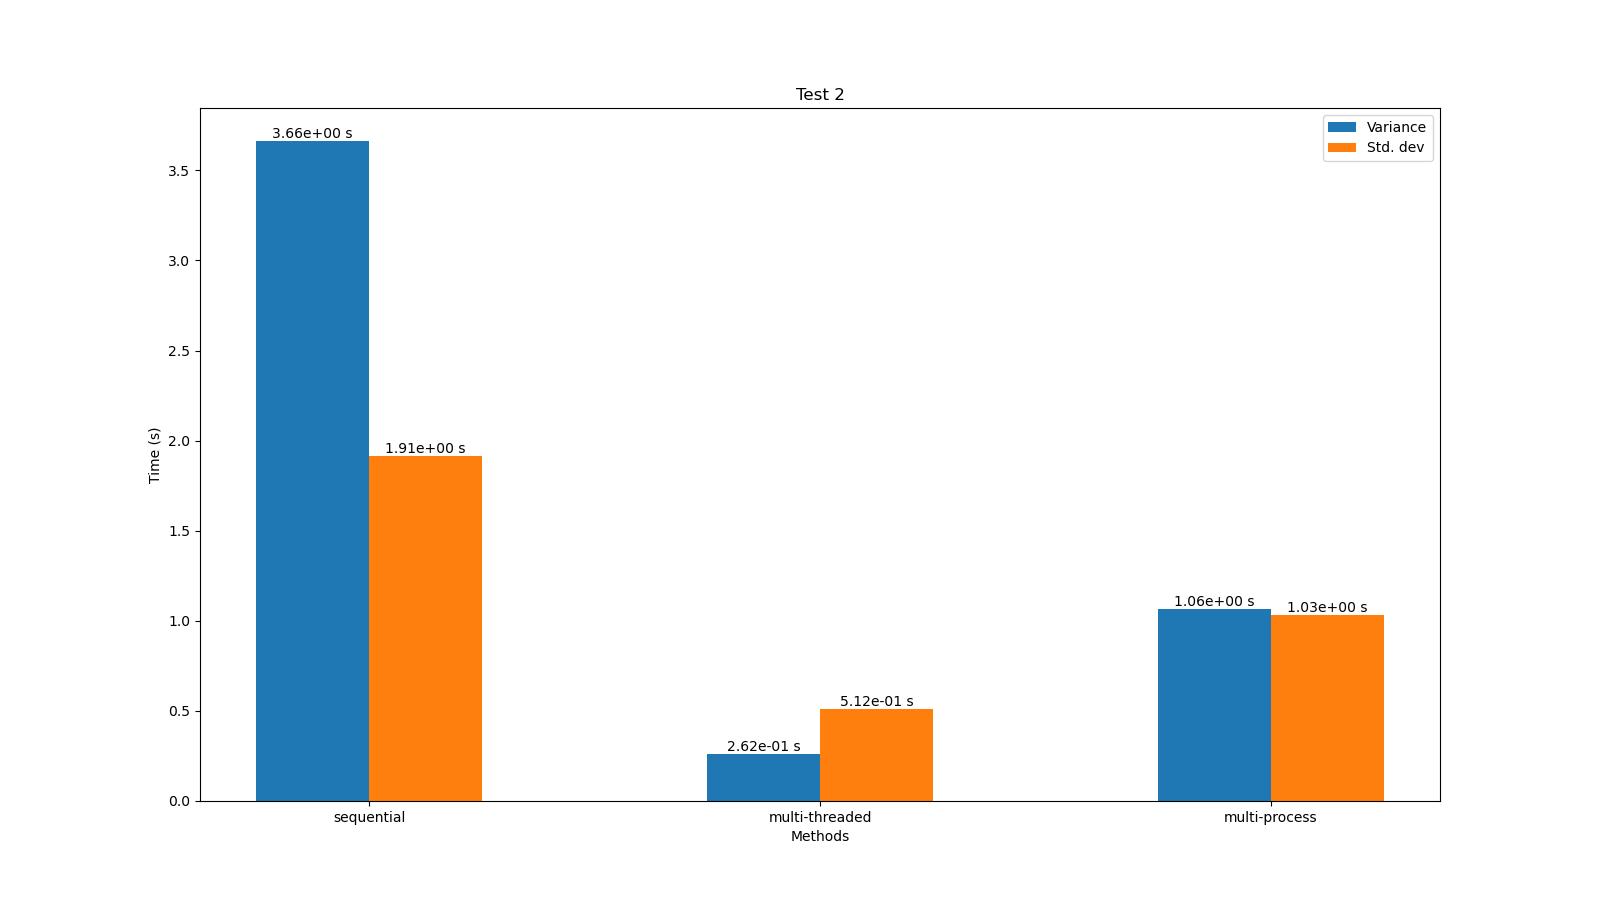 Test 2
Variance
Std. dev
3.66e+00 s
1.91e+00 s
2.62e-01 s
5.12e-01 s
1.06e+00 s
1.03e+00 s
Time (s)
3.5
3.0
2.5
2.0
1.5
1.0
0.5
0.0
sequential
multi-threaded
multi-process
Methods